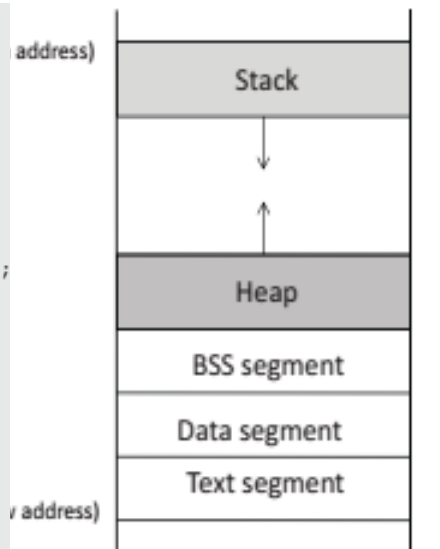 address)
Stack
;
Heap
BSS segment
Data segment
Text segment
address)